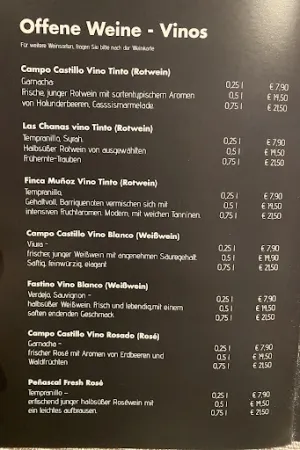 Offene Weine - Vinos
Für weitere Weinsorten, fragen Sie bitte nach der Weinkarte
Campo Castillo Vino Tinto (Rotwein)
Garnacha 0,25 l € 7,90
Frische, junger Rotwein mit sortentypischem Aromen 0,5 l € 14,50
von Holunderbeeren, Casssismarmelade. 0,75 l € 21,50
Las Chanas vino Tinto (Rotwein)
Tempranillo, Syrah, 0,25 l € 7,90
Halbsüßer Rotwein von ausgewählten 0,5 l € 14,50
Frühernte-Trauben 0,75 l € 21,50
Finca Muñoz Vino Tinto (Rotwein)
Tempranillo, 0,25 l € 7,90
Gehaltvoll, Barriquenoten vermischen sich mit 0,5 l € 14,50
intensiven Fruchtaromen. Modern, mit weichen Tanninen. 0,75 l € 21,50
Campo Castillo Vino Blanco (Weißwein)
Viura - 0,25 l € 7,90
frischer, junger Weißwein mit angenehmen Säuregehalt. 0,5 l € 14,50
Saftig, feinwürzig, elegant 0,75 l € 21,50
Fastino Vino Blanco (Weißwein)
Verdejo, Sauvignon - 0,25 l € 7,90
halbsüßer Weißwein, Frisch und lebendig,mit einem 0,5 l € 14,50
saften endenden Geschmack. 0,75 l € 21,50
Campo Castillo Vino Rosado (Rosé)
Garnacha - 0,25 l € 7,90
frischer Rosé mit Aromen von Erdbeeren und 0,5 l € 14,50
Waldfrüchten 0,75 l € 21,50
Peñascal Fresh Rosé
Tempranillo - 0,25 l € 7,90
erfrischend junger halbsüßer Roséwein mit 0,5 l € 14,50
ein leichtes aufbrausen. 0,75 l € 21,50